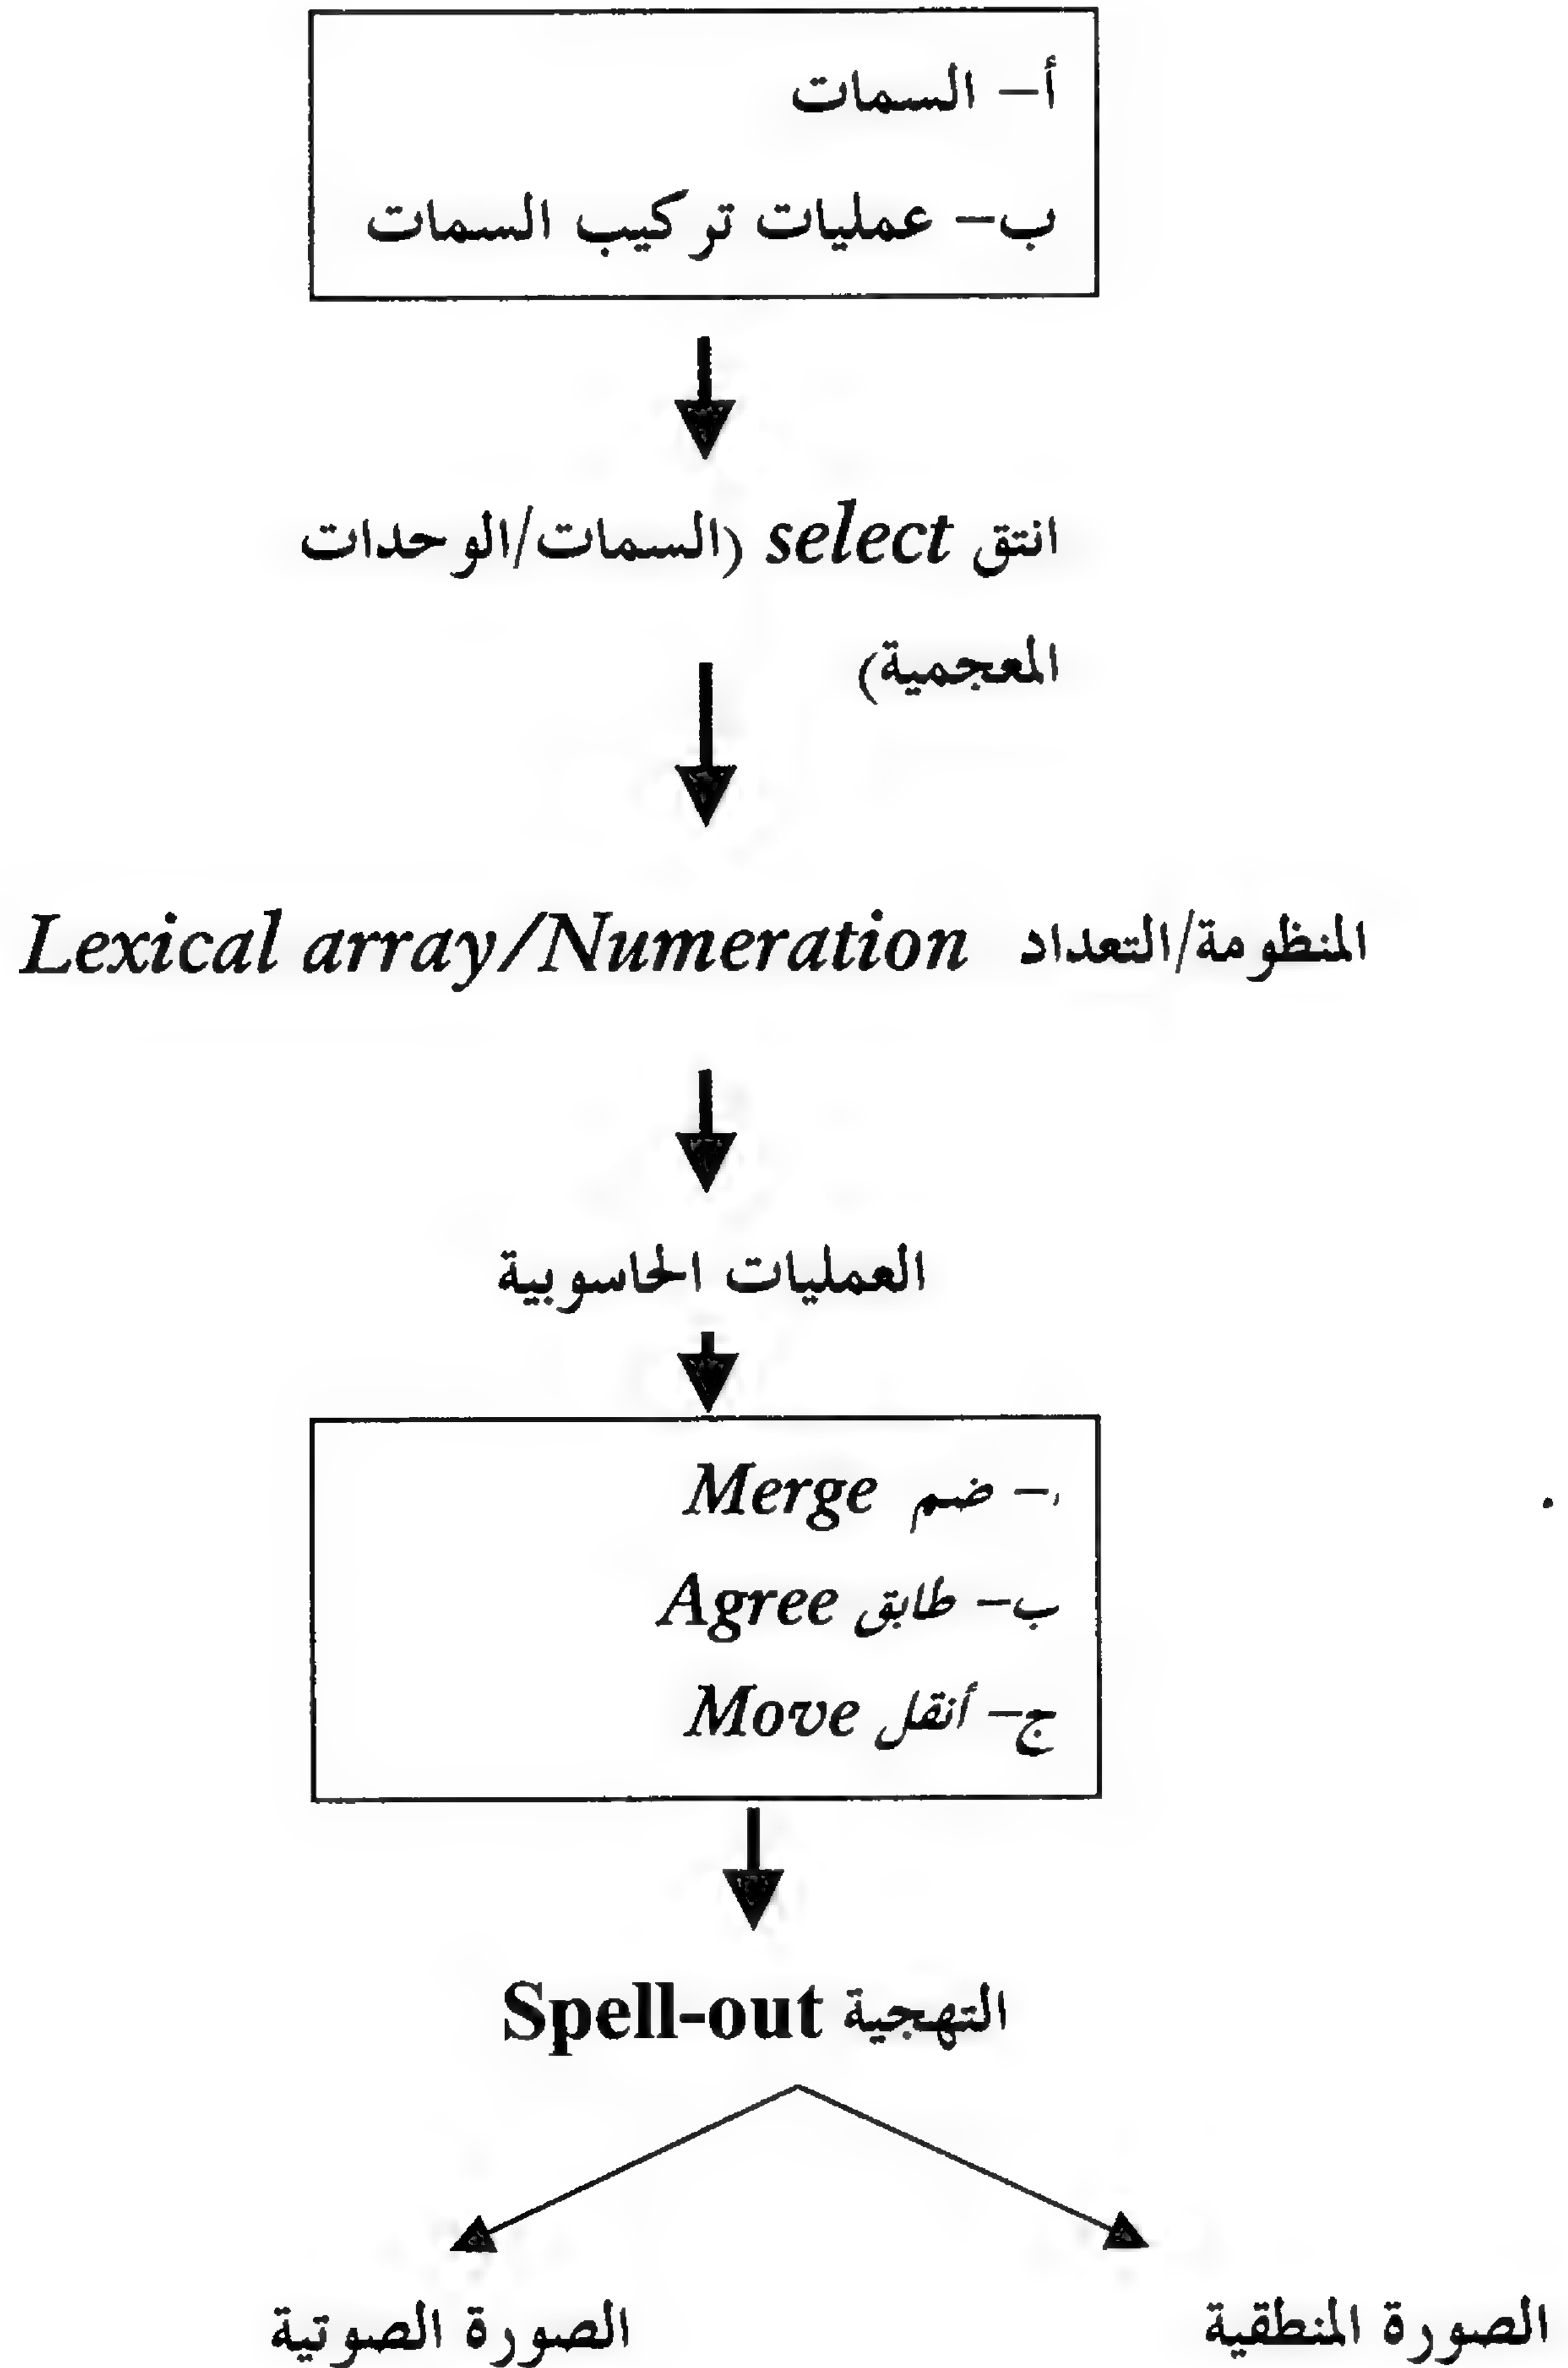 أ– السمات
ب– عمليات تركيب السمات
انتق select (السمات/الوحدات
المعجمية)
المنظومة/التعداد Lexical array/Numeration
العمليات الحاسوبية
– ضم Merge
ب– طابق Agree
ج– أنقل Move
التهجية Spell-out
الصورة المنطقية
الصورة الصوتية